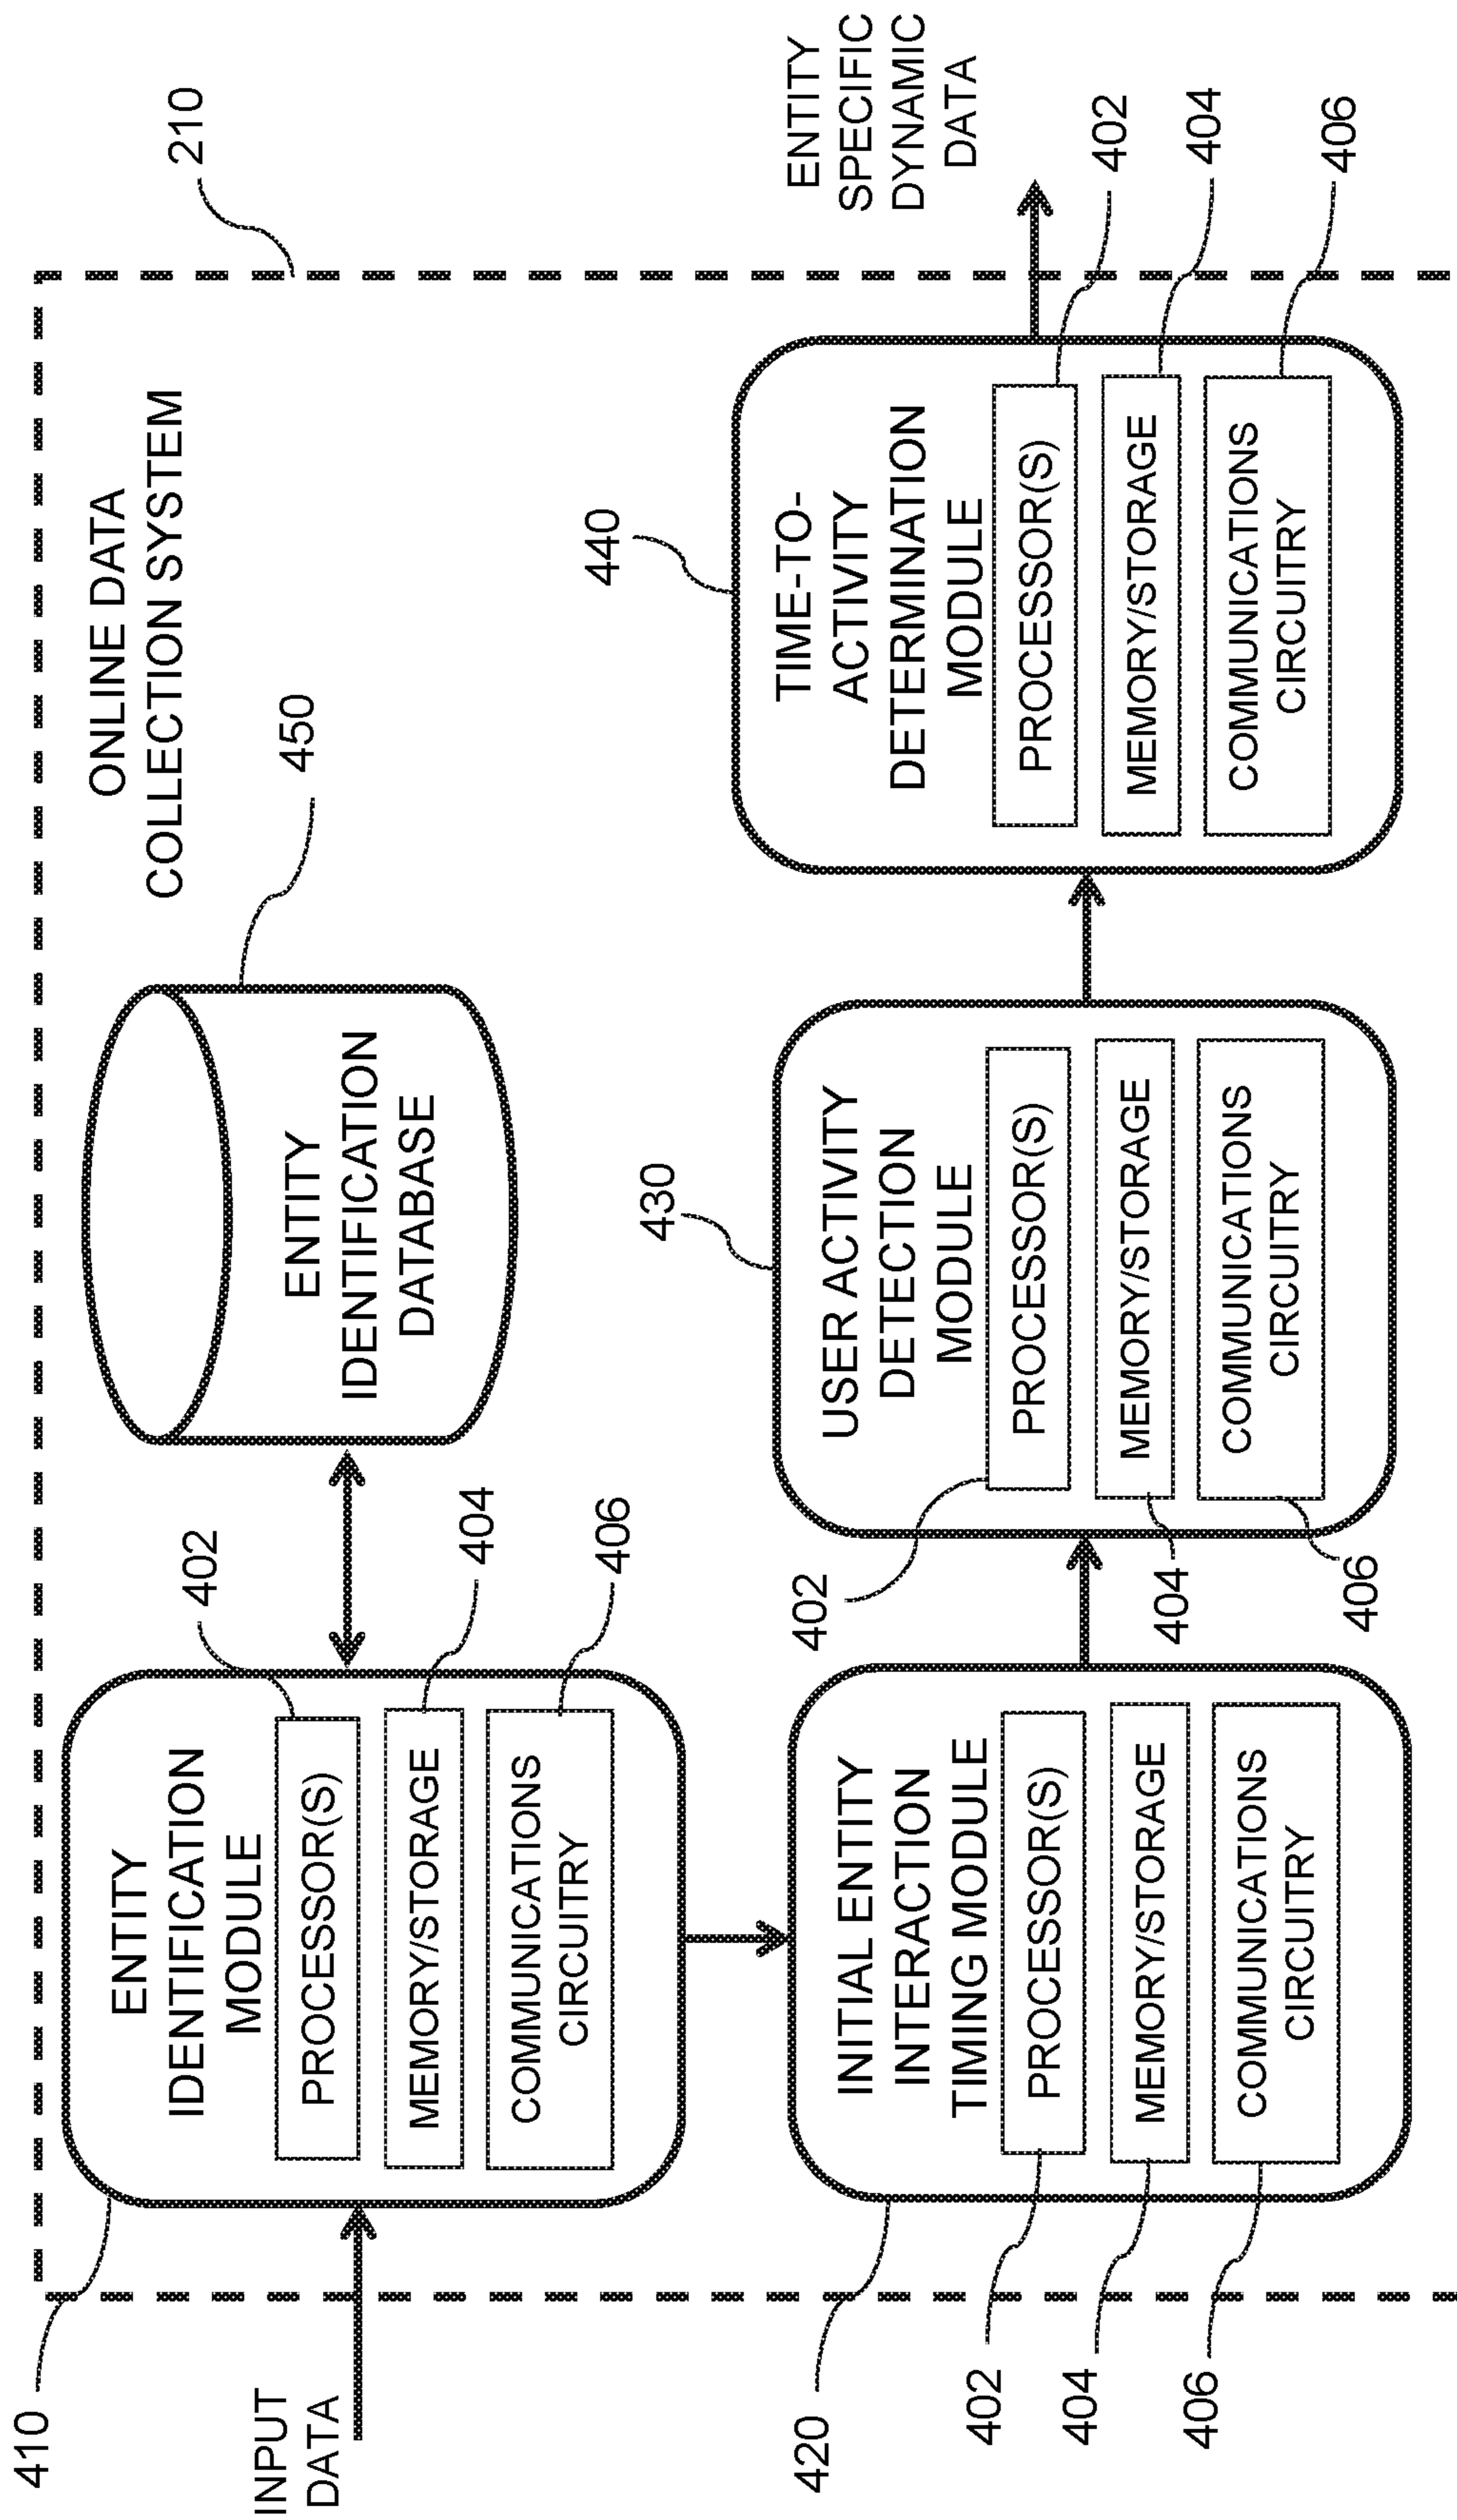 410
INPUT
DATA
ENTITY
IDENTIFICATION
MODULE
PROCESSOR(S)
MEMORY/STORAGE
COMMUNICATIONS
CIRCUITRY
402
404
406
ENTITY
IDENTIFICATION
DATABASE
450
ONLINE DATA
COLLECTION SYSTEM
210
420
402
404
406
INITIAL ENTITY
INTERACTION
TIMING MODULE
PROCESSOR(S)
MEMORY/STORAGE
COMMUNICATIONS
CIRCUITRY
430
402
404
406
USER ACTIVITY
DETECTION
MODULE
PROCESSOR(S)
MEMORY/STORAGE
COMMUNICATIONS
CIRCUITRY
440
TIME-TO-
ACTIVITY
DETERMINATION
MODULE
PROCESSOR(S)
MEMORY/STORAGE
COMMUNICATIONS
CIRCUITRY
ENTITY
SPECIFIC
DYNAMIC
DATA
402
404
406